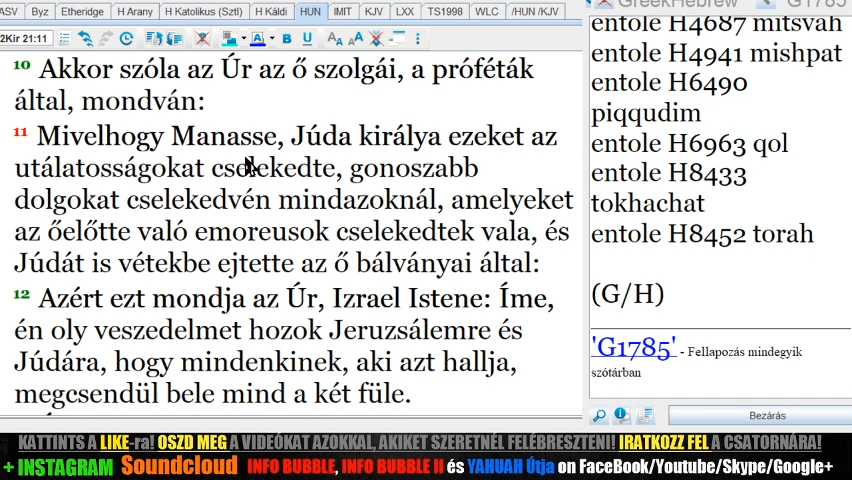 ASV Byz Etheridge H Arany H Katolikus (Sztl) H Káldi HUN IMIT KJV LXX TS1998 WLC /HUN /KJV
2Kir 21:11
10 Akkor szóla az Úr az ő szolgái, a próféták
által, mondván:
11 Mivelhogy Manasse, Júda királya ezeket az
utálatosságokat cselekedte, gonoszabb
dolgokat cselekedvén mindazoknál, amelyeket
az őelőtte való emoreusok cselekedtek vala, és
Júdát is vétekbe ejtette az ő bálványai által:
12 Azért ezt mondja az Úr, Izrael Istene: Íme,
én oly veszedelmet hozok Jeruzsálemre és
Júdára, hogy mindenkinek, aki azt hallja,
megcsendül bele mind a két füle.
GreekHebrew G1785
entole H4687 mitsvah
entole H4941 mishpat
entole H6490
piqqudim
entole H6963 qol
entole H8433
tokhachat
entole H8452 torah
(G/H)
'G1785' - Fellapozás mindegyik
szótárban
Bezárás
KATTINTS A LIKE-ra! OSZD MEG A VIDEÓKAT AZOKKAL, AKIKET SZERETNÉL FELÉBRESZTENI! IRATKOZZ FEL A CSATORNÁRA!
+ INSTAGRAM Soundcloud INFO BUBBLE, INFO BUBBLE II és YAHUAH Útja on FaceBook/Youtube/Skype/Google+